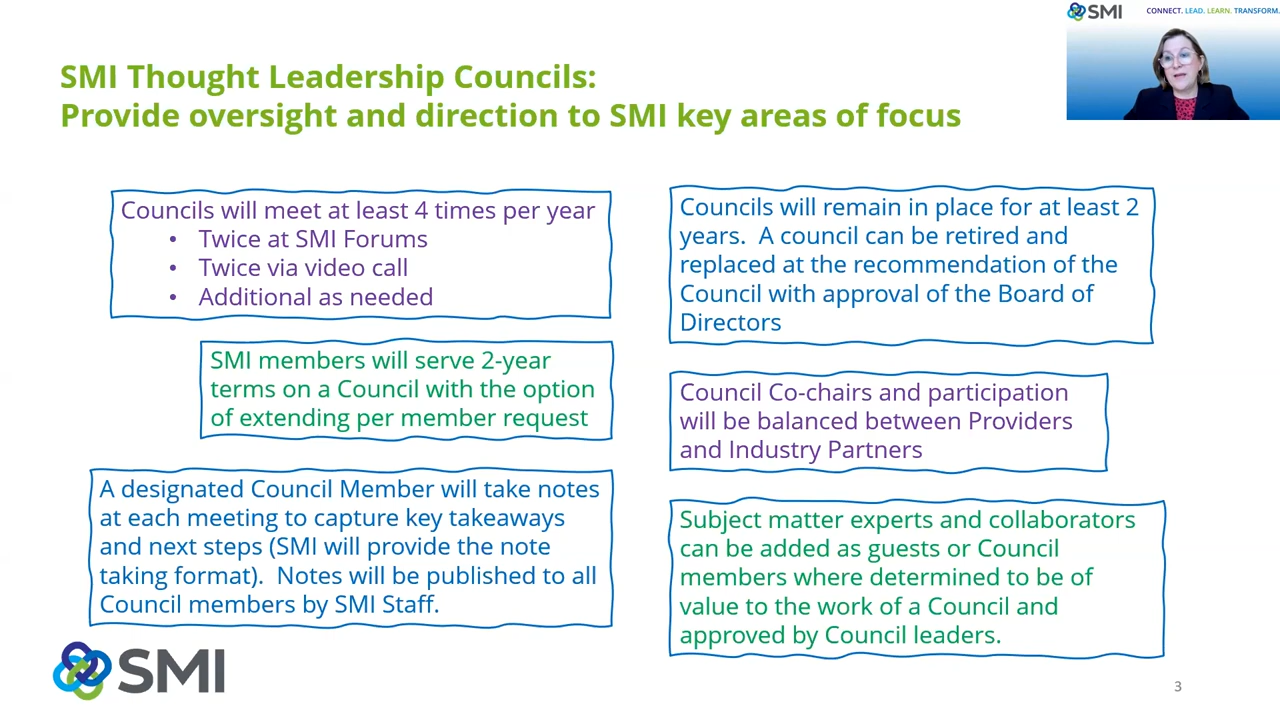 SMI
CONNECT. LEAD. LEARN. TRANSFORM.
SMI Thought Leadership Councils:
Provide oversight and direction to SMI key areas of focus
Councils will meet at least 4 times per year
• Twice at SMI Forums
• Twice via video call
• Additional as needed
SMI members will serve 2-year
terms on a Council with the option
of extending per member request
A designated Council Member will take notes
at each meeting to capture key takeaways
and next steps (SMI will provide the note
taking format).  Notes will be published to all
Council members by SMI Staff.
Councils will remain in place for at least 2
years.  A council can be retired and
replaced at the recommendation of the
Council with approval of the Board of
Directors
Council Co-chairs and participation
will be balanced between Providers
and Industry Partners
Subject matter experts and collaborators
can be added as guests or Council
members where determined to be of
value to the work of a Council and
approved by Council leaders.
SMI
3